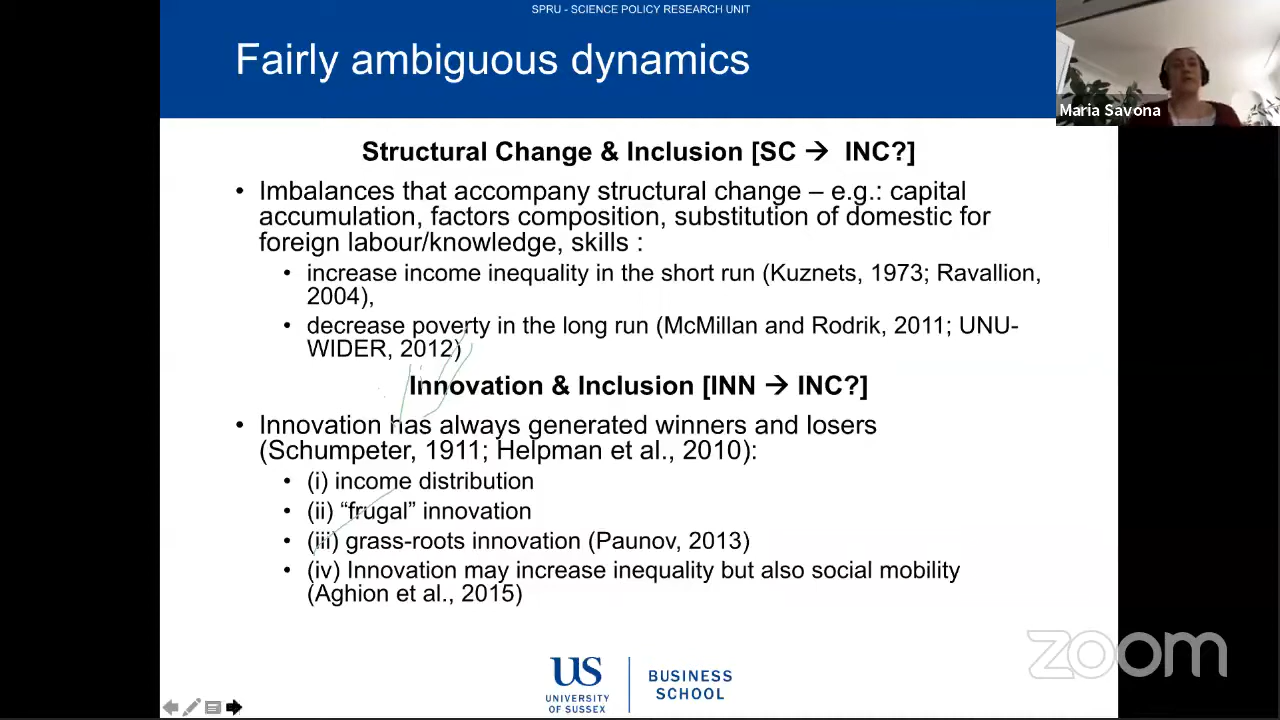 SPRU - SCIENCE POLICY RESEARCH UNIT
Fairly ambiguous dynamics
Maria Savona
Structural Change & Inclusion [SC → INC?]
• Imbalances that accompany structural change – e.g.: capital
accumulation, factors composition, substitution of domestic for
foreign labour/knowledge, skills :
• increase income inequality in the short run (Kuznets, 1973; Ravallion,
2004),
• decrease poverty in the long run (McMillan and Rodrik, 2011; UNU-
WIDER, 2012)
Innovation & Inclusion [INN → INC?]
• Innovation has always generated winners and losers
(Schumpeter, 1911; Helpman et al., 2010):
• (i) income distribution
• (ii) “frugal” innovation
• (iii) grass-roots innovation (Paunov, 2013)
• (iv) Innovation may increase inequality but also social mobility
(Aghion et al., 2015)
zoom
US
UNIVERSITY
OF SUSSEX
BUSINESS
SCHOOL